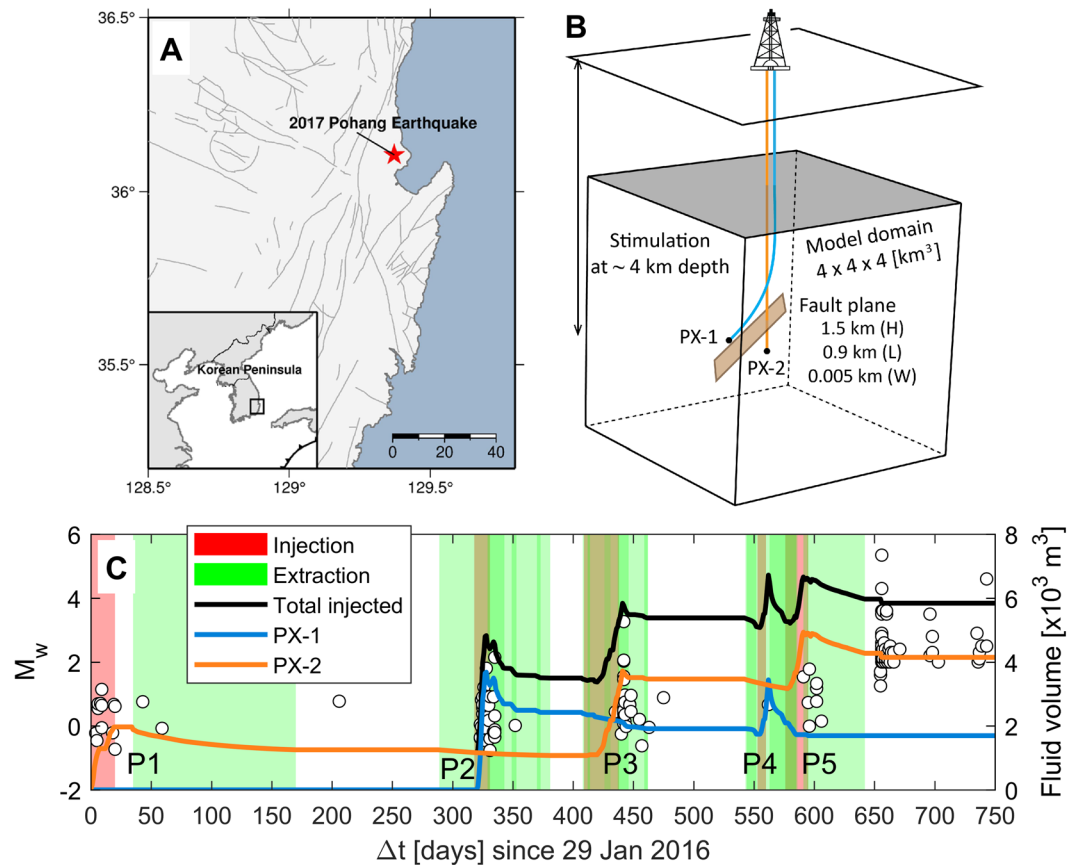 A
36.5°
36°
35.5°
128.5°
129°
129.5°
2017 Pohang Earthquake
Korean Peninsula
0 20 40
B
Stimulation
at ~ 4 km depth
Model domain
4 x 4 x 4 [km³]
Fault plane
1.5 km (H)
0.9 km (L)
0.005 km (W)
PX-1
PX-2
C
Injection
Extraction
Total injected
PX-1
PX-2
P1
P2
P3
P4
P5
6
4
2
0
-2
M_w
8
6
4
2
0
Fluid volume [x10³ m³]
0 50 100 150 200 250 300 350 400 450 500 550 600 650 700 750
Δt [days] since 29 Jan 2016